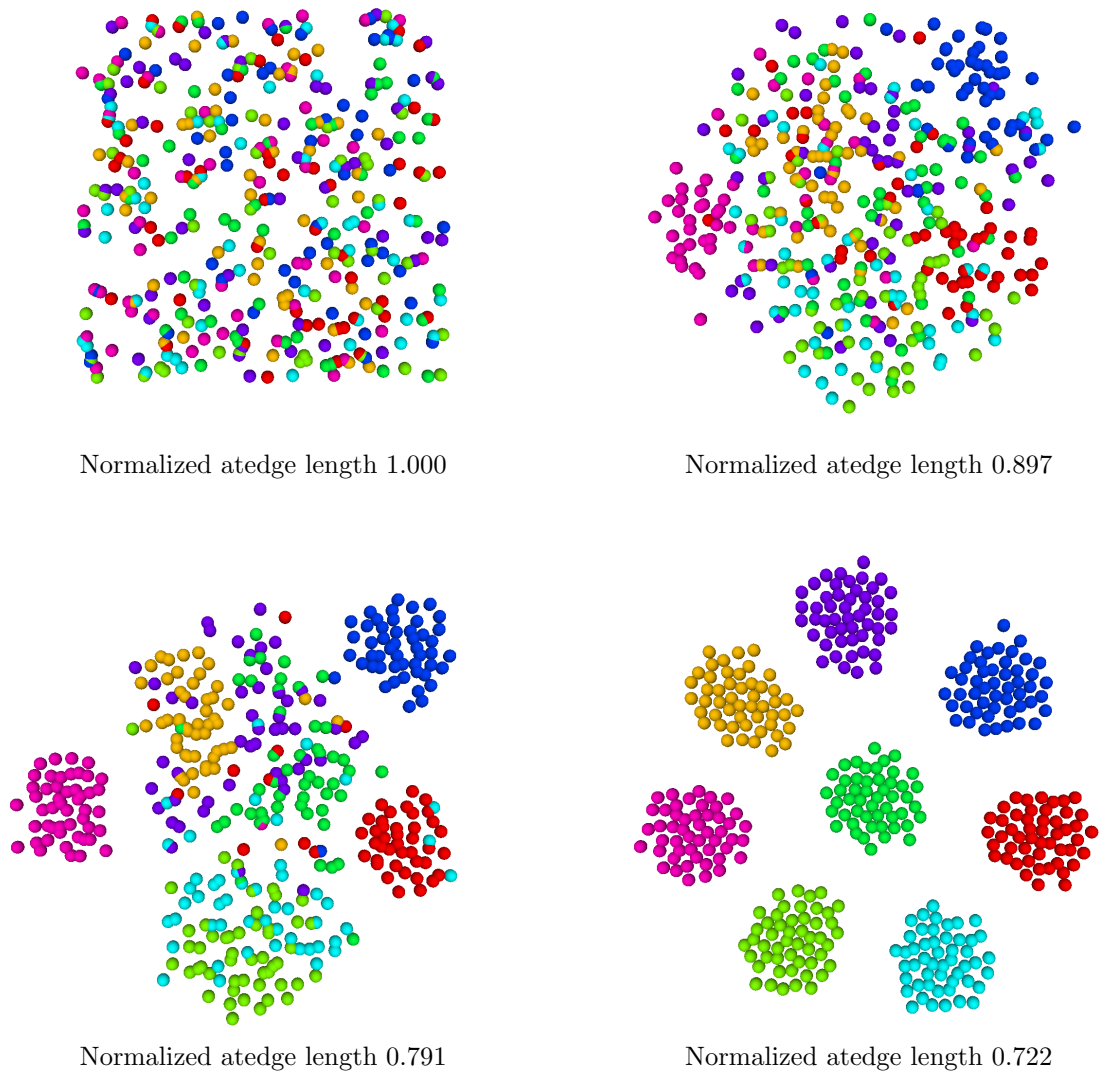 Normalized atedge length 1.000
Normalized atedge length 0.897
Normalized atedge length 0.791
Normalized atedge length 0.722